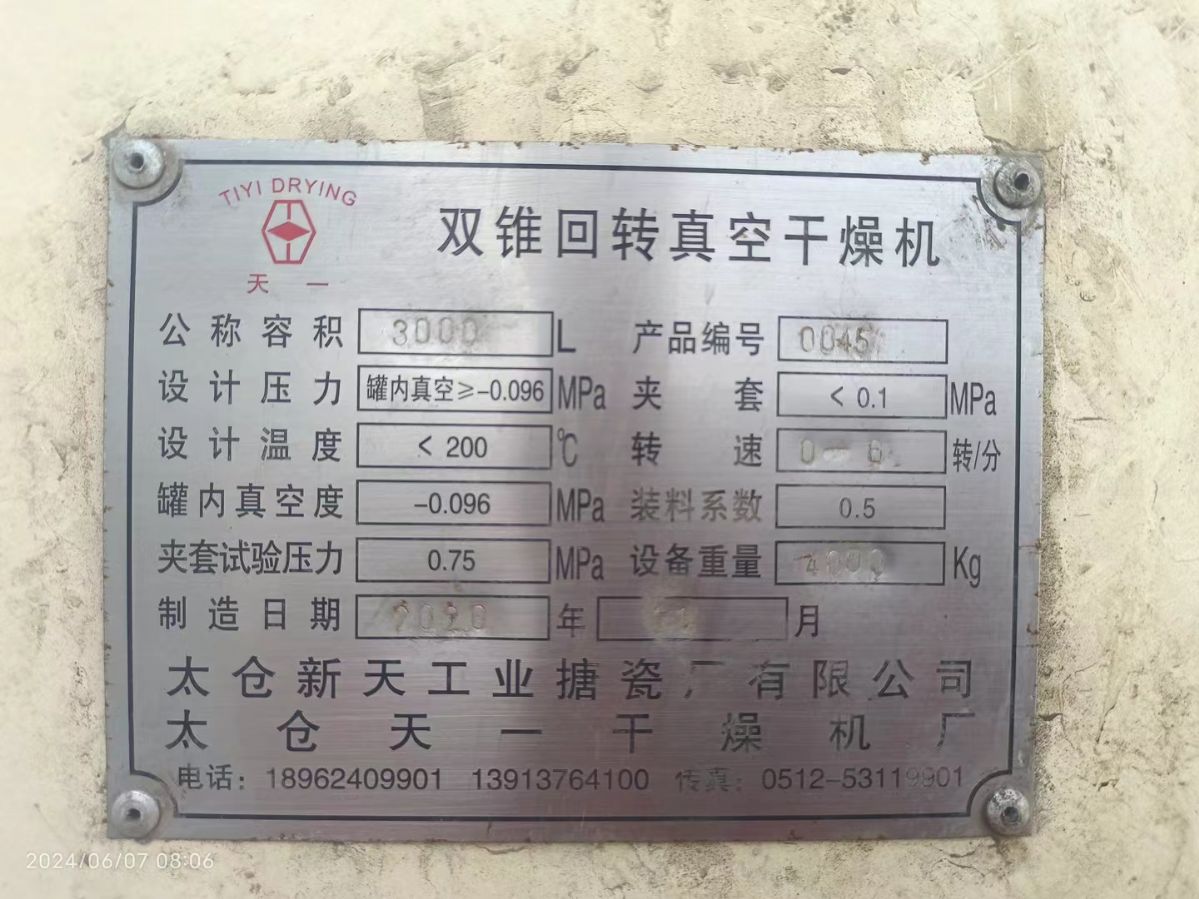 TIYI DRYING
天一
双锥回转真空干燥机
公称容积 3000 L 产品编号 0045
设计压力 罐内真空≥-0.096 MPa 夹套 < 0.1 MPa
设计温度 < 200 ℃ 转速 0-6 转/分
罐内真空度 -0.096 MPa 装料系数 0.5
夹套试验压力 0.75 MPa 设备重量 4000 Kg
制造日期 2020 年 月
太仓新天工业搪瓷厂有限公司
太仓天一干燥机厂
电话: 18962409901 13913764100 传真: 0512-53119901
2024/06/07 08:06